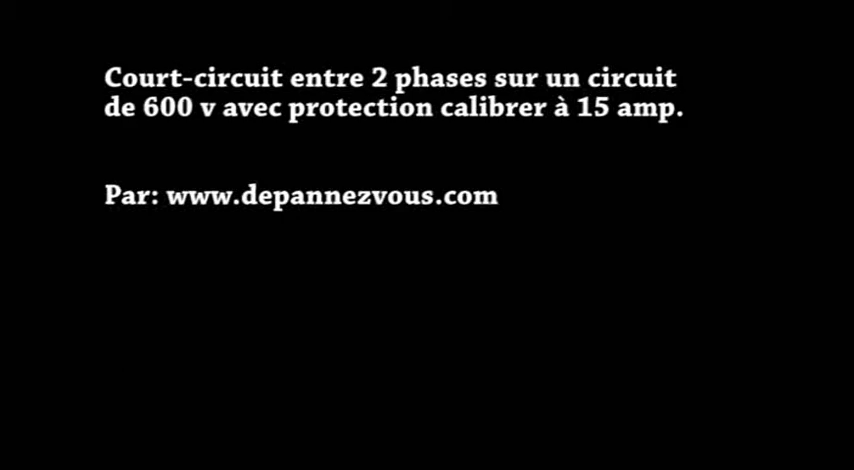 Court-circuit entre 2 phases sur un circuit
de 600 v avec protection calibrer à 15 amp.
Par: www.depannezvous.com